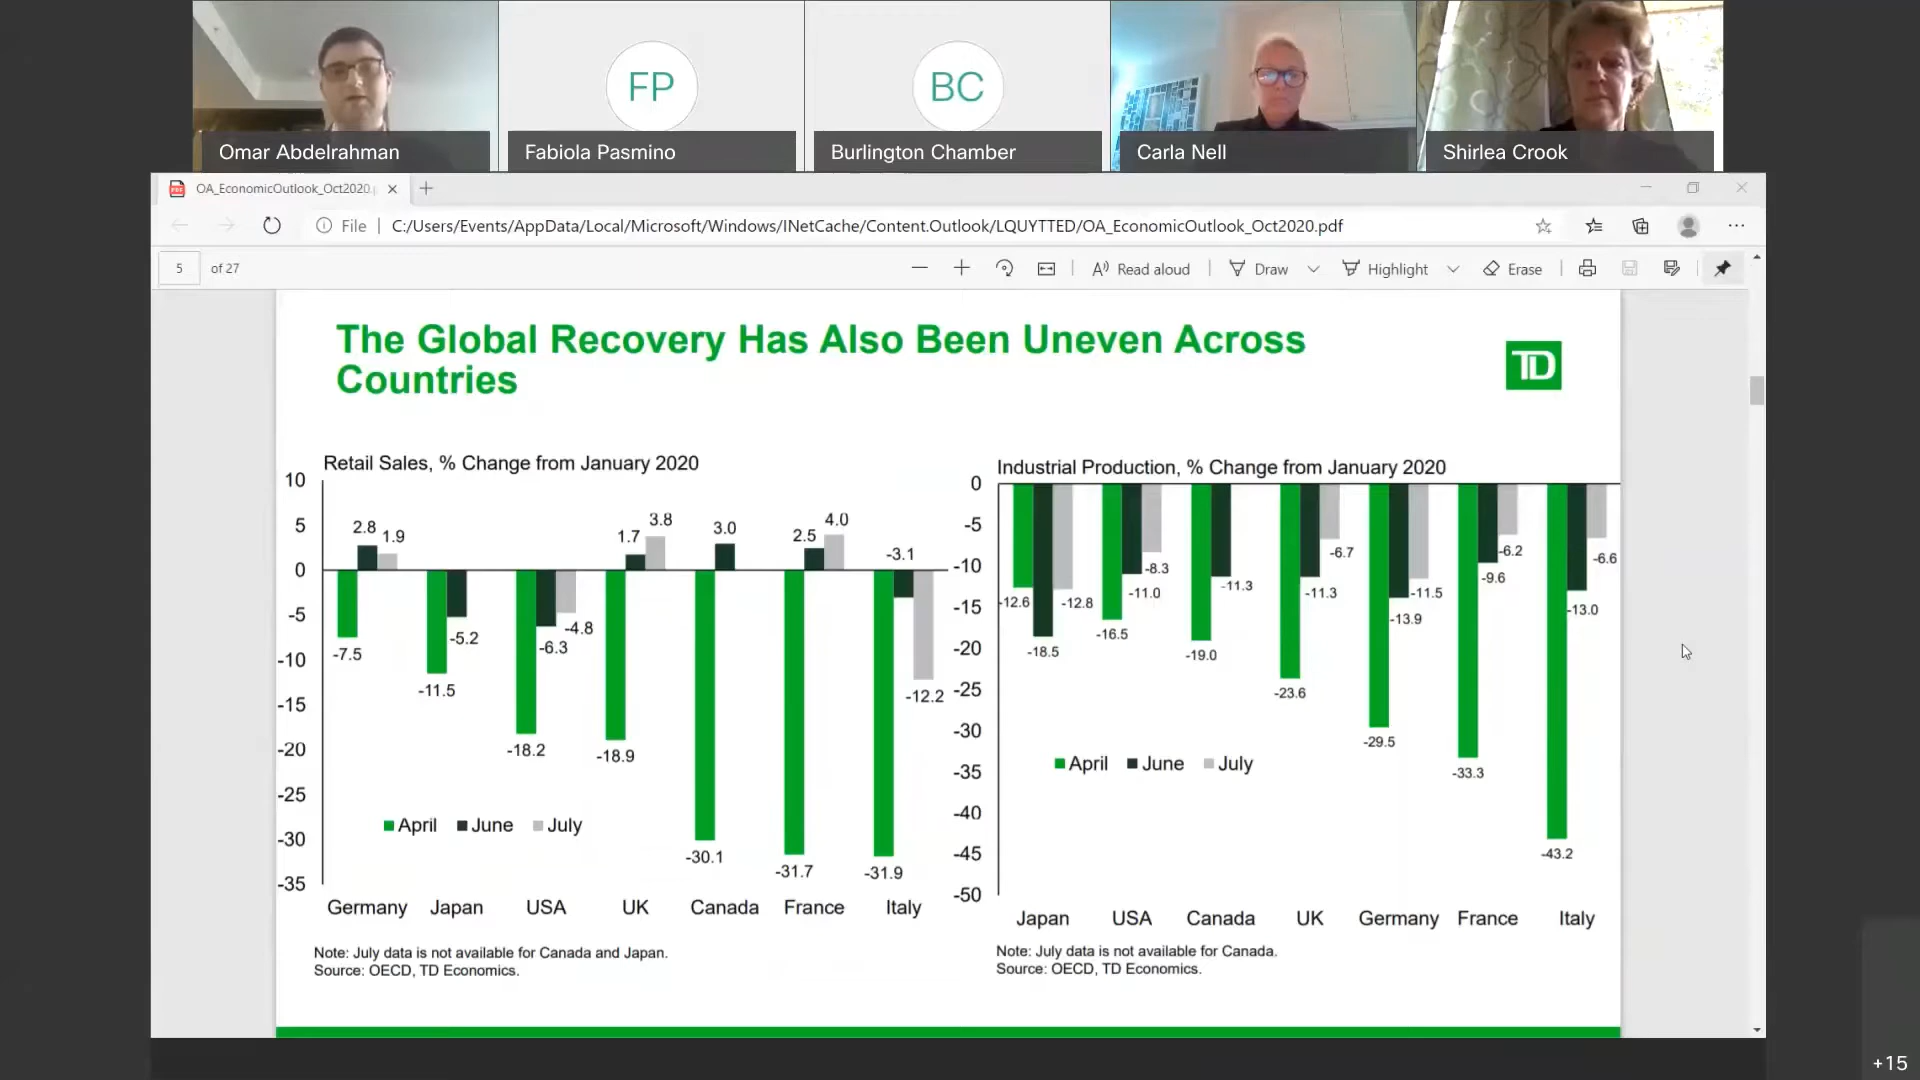 FP
BC
Omar Abdelrahman
Fabiola Pasmino
Burlington Chamber
Carla Nell
Shirlea Crook
OA_EconomicOutlook_Oct2020.
File
C:/Users/Events/AppData/Local/Microsoft/Windows/INetCache/Content.Outlook/LQUYTTED/OA_EconomicOutlook_Oct2020.pdf
5 of 27
Read aloud
Draw
Highlight
Erase
The Global Recovery Has Also Been Uneven Across
Countries
TD
Retail Sales, % Change from January 2020
10
5
0
-5
-10
-15
-20
-25
-30
-35
2.8
1.9
-7.5
-11.5
-5.2
-18.2
-6.3
-4.8
-18.9
1.7
3.8
-30.1
3.0
-31.7
2.5
4.0
-31.9
-3.1
-12.2
April June July
Germany Japan USA UK Canada France Italy
Note: July data is not available for Canada and Japan.
Source: OECD, TD Economics.
Industrial Production, % Change from January 2020
0
-5
-10
-15
-20
-25
-30
-35
-40
-45
-50
-12.6
-18.5
-12.8
-16.5
-11.0
-8.3
-19.0
-11.3
-23.6
-11.3
-6.7
-29.5
-13.9
-11.5
-33.3
-9.6
-6.2
-43.2
-13.0
-6.6
April June July
Japan USA Canada UK Germany France Italy
Note: July data is not available for Canada.
Source: OECD, TD Economics.
+15